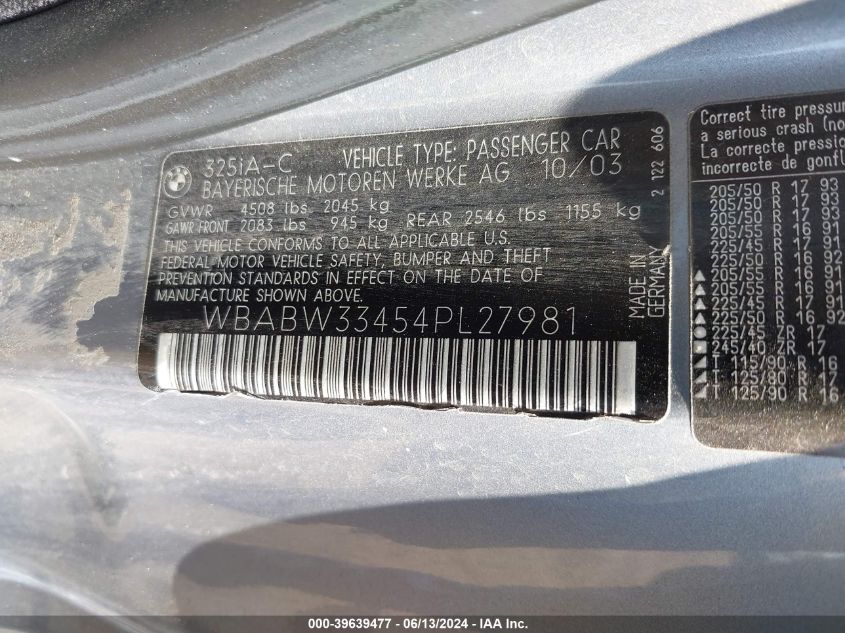 325iA-C VEHICLE TYPE: PASSENGER CAR
BAYERISCHE MOTOREN WERKE AG 10/03
GVWR 4508 lbs 2045 kg
GAWR FRONT 2083 lbs 945 kg REAR 2546 lbs 1155 kg
THIS VEHICLE CONFORMS TO ALL APPLICABLE U.S.
FEDERAL MOTOR VEHICLE SAFETY, BUMPER AND THEFT
PREVENTION STANDARDS IN EFFECT ON THE DATE OF
MANUFACTURE SHOWN ABOVE.
WBABW33454PL27981
MADE IN
GERMANY
2 122 606
Correct tire pressure
a serious crash (no
La correcte pression
incorrecte de gonfl
205/50 R 17 93
205/50 R 17 93
205/50 R 17 93
205/55 R 16 91
225/45 R 17 91
225/50 R 16 92
205/55 R 16 91
205/55 R 16 91
225/45 R 17 91
225/50 R 16 92
225/45 ZR 17
245/40 ZR 17
T 115/90 R 16
T 125/80 R 17
T 125/90 R 16
000-39639477 - 06/13/2024 - IAA Inc.